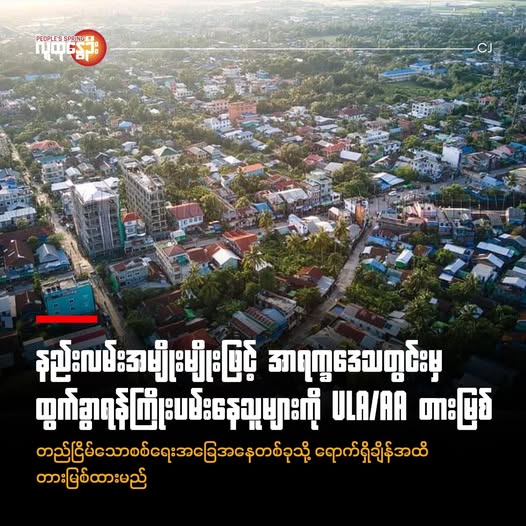 PEOPLE'S SPRING
လူထုနွေဦး
CJ
နည်းလမ်းအမျိုးမျိုးဖြင့် အာရက္ခဒေသတွင်းမှ
ထွက်ခွာရန်ကြိုးပမ်းနေသူများကို ULA/AA တားမြစ်
တည်ငြိမ်သောစစ်ရေးအခြေအနေတစ်ခုသို့ ရောက်ရှိချိန်အထိ
တားမြစ်ထားမည်